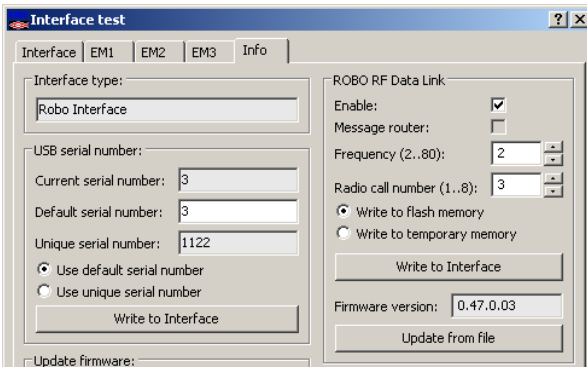 Interface test
Interface EM1 EM2 EM3 Info
Interface type:
Robo Interface
USB serial number:
Current serial number: 3
Default serial number: 3
Unique serial number: 1122
Use default serial number
Use unique serial number
Write to Interface
Update firmware:
ROBO RF Data Link
Enable:
Message router:
Frequency (2..80): 2
Radio call number (1..8): 3
Write to flash memory
Write to temporary memory
Write to Interface
Firmware version: 0.47.0.03
Update from file